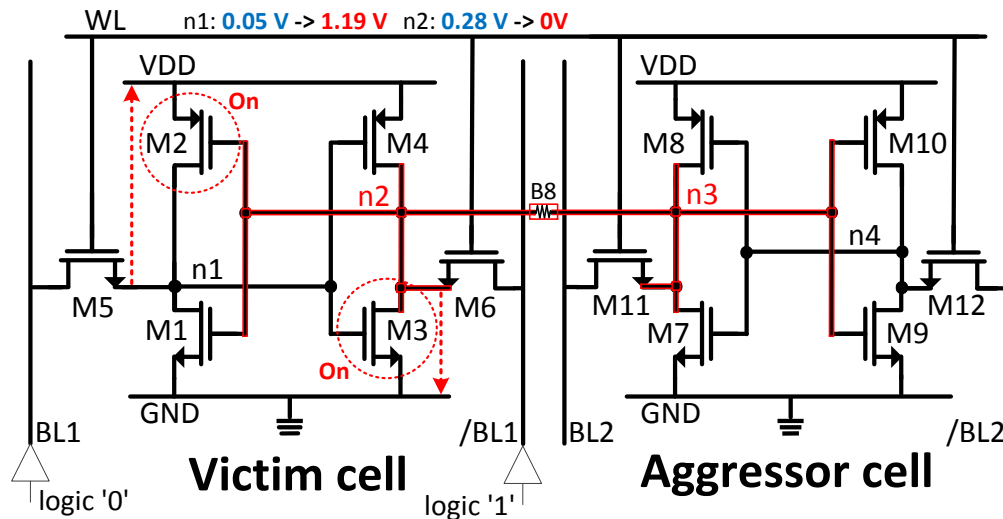 WL n1: 0.05 V -> 1.19 V n2: 0.28 V -> 0V
VDD VDD
On
M2 M4 M8 M10
n2 B8 n3
n1 n4
M5 M6 M11 M12
M1 M3 M7 M9
On
GND GND
BL1 /BL1 BL2 /BL2
Victim cell Aggressor cell
logic '0' logic '1'